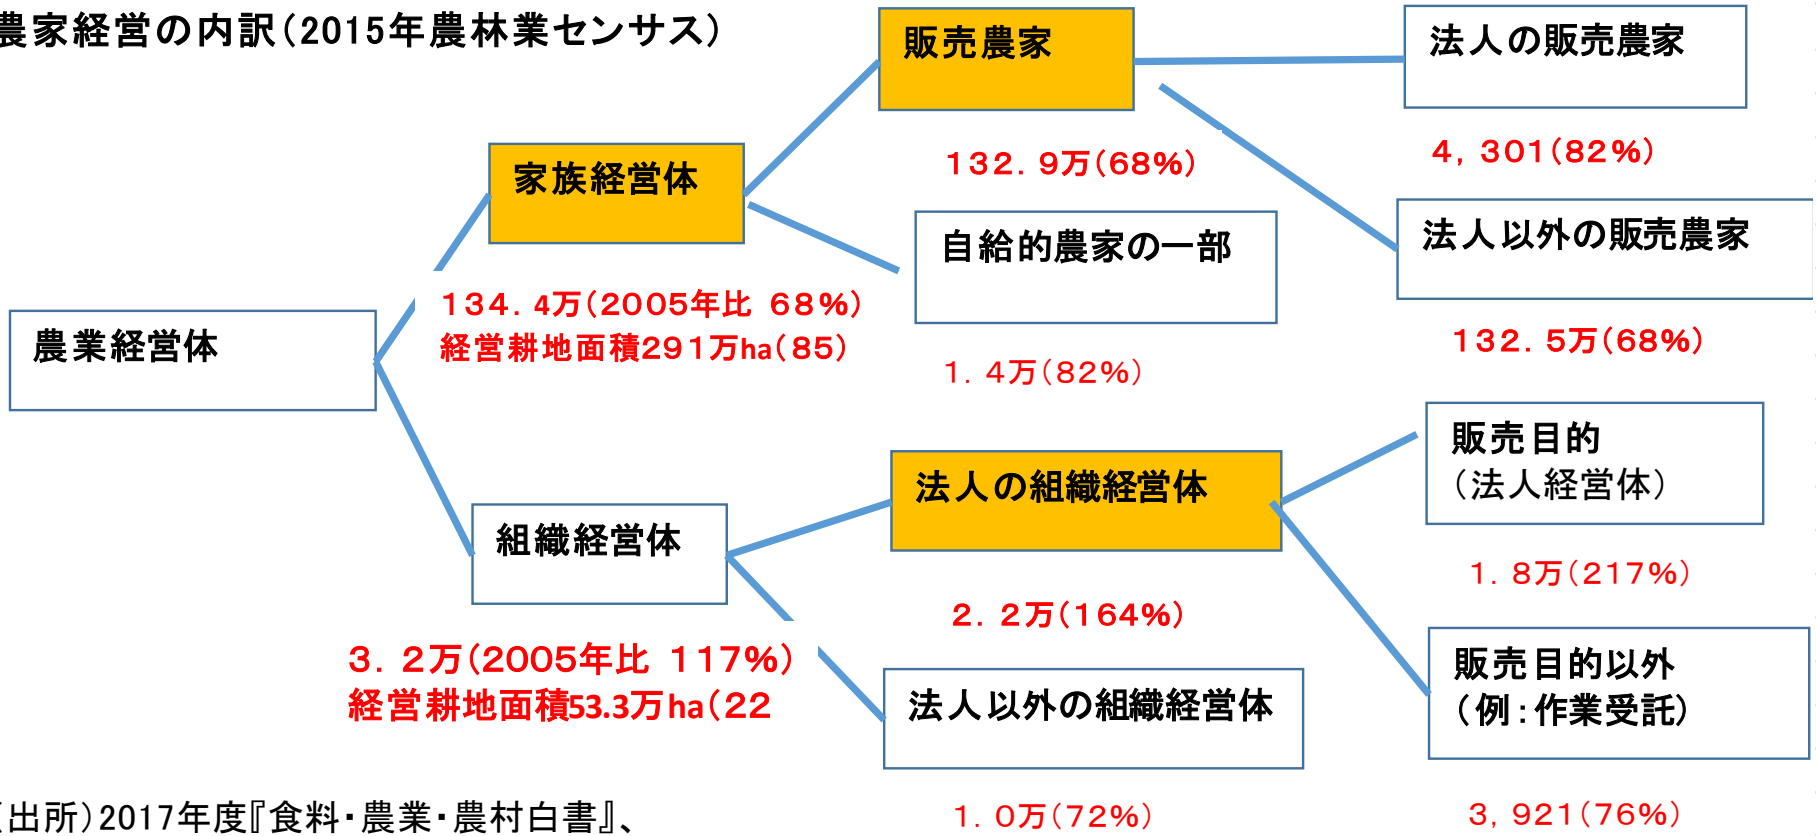 農家経営の内訳（2015年農林業センサス）
販売農家
132．9万（68％）
法人の販売農家
4，301（82％）
家族経営体
134．4万（2005年比 68％）
経営耕地面積291万ha（85）
自給的農家の一部
1．4万（82％）
法人以外の販売農家
132．5万（68％）
農業経営体
組織経営体
3．2万（2005年比 117％）
経営耕地面積53.3万ha（22
法人の組織経営体
2．2万（164％）
販売目的
（法人経営体）
1．8万（217％）
法人以外の組織経営体
1．0万（72％）
販売目的以外
（例：作業受託）
3，921（76％）
（出所）2017年度『食料・農業・農村白書』、